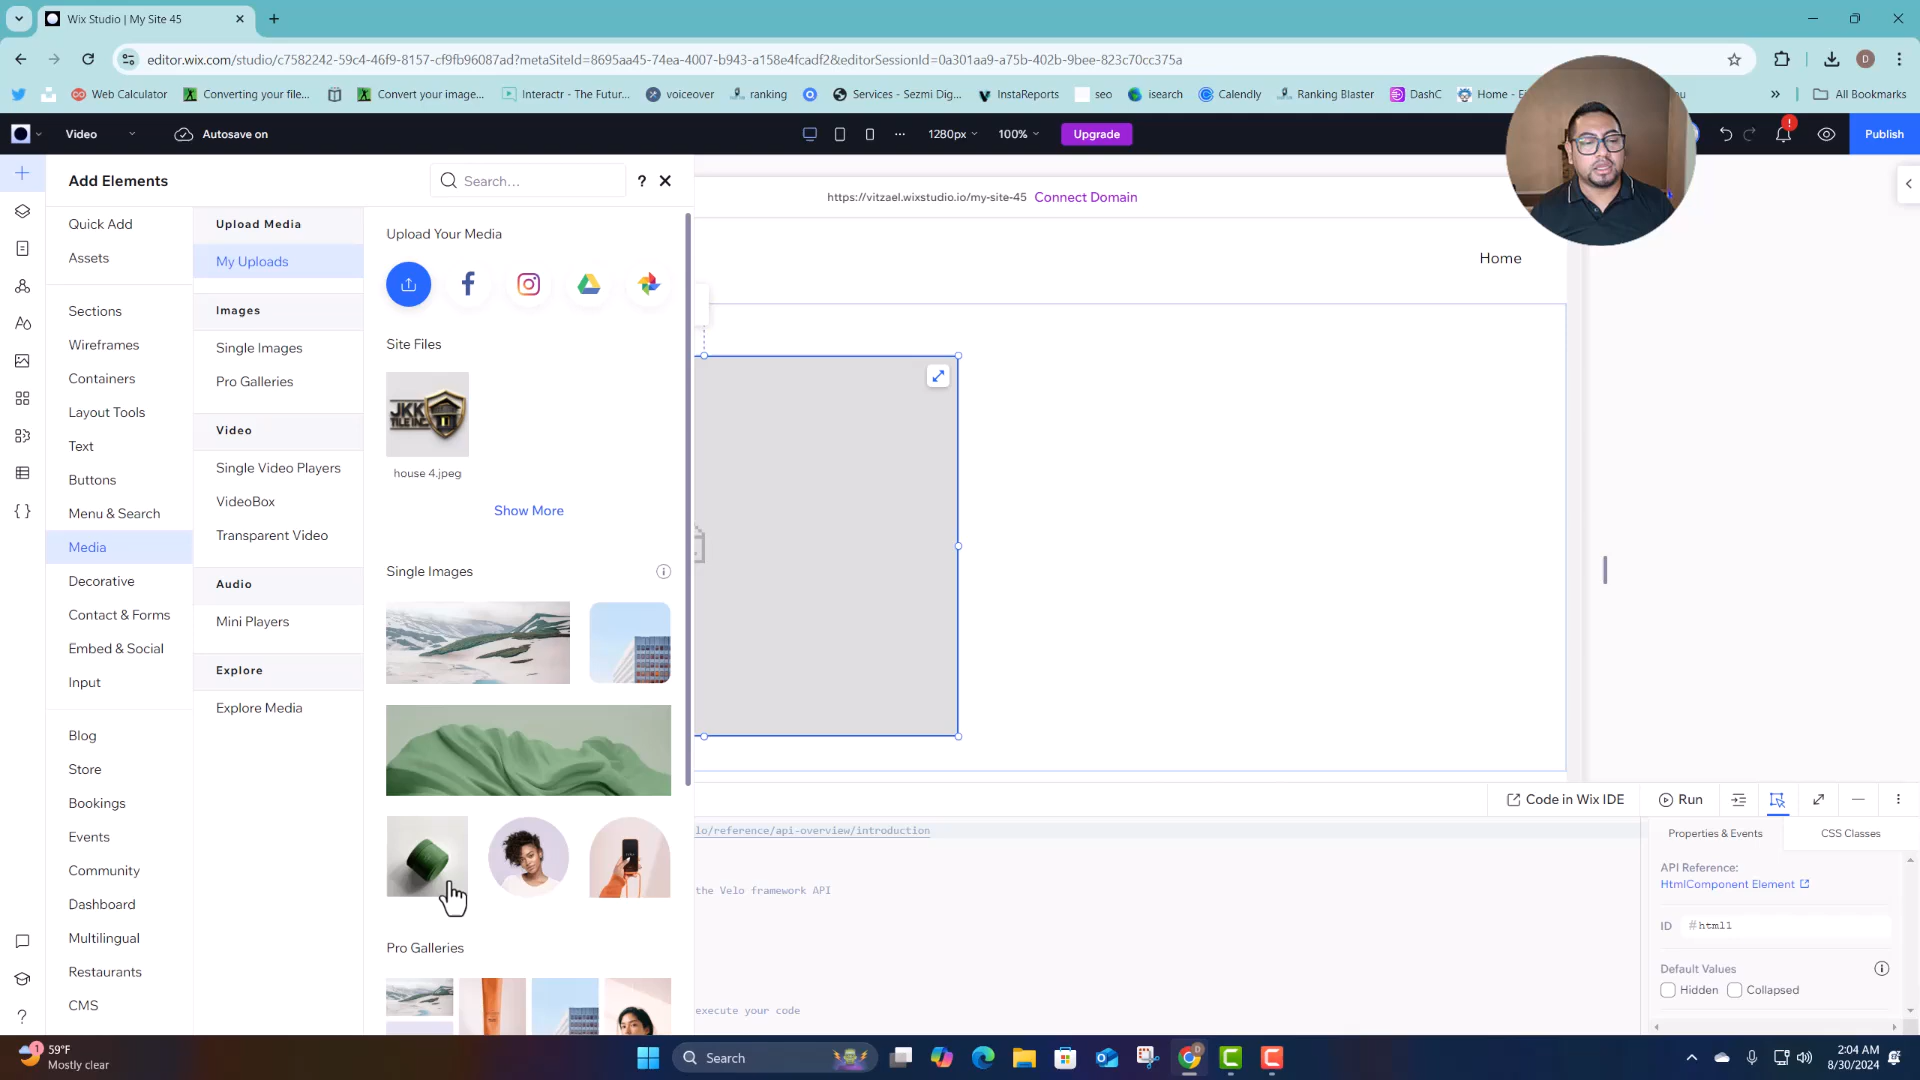 Wix Studio | My Site 45
editor.wix.com/studio/c7582242-59c4-46f9-8157-cf9fb96087ad?metaSiteId=8695aa45-74ea-4007-b943-a158e4fcadf2&editorSessionId=0a301aa9-a75b-402b-9bee-823c70cc375a
Web Calculator
Converting your file...
Convert your image...
Interactr - The Futur...
voiceover
ranking
Services - Sezmi Dig...
InstaReports
seo
isearch
Calendly
Ranking Blaster
DashC
Home - E
All Bookmarks
Video
Autosave on
1280px
100%
Upgrade
Publish
Add Elements
Search...
?
https://vitzael.wixstudio.io/my-site-45 Connect Domain
Home
Quick Add
Assets
Sections
Wireframes
Containers
Layout Tools
Text
Buttons
Menu & Search
Media
Decorative
Contact & Forms
Embed & Social
Input
Blog
Store
Bookings
Events
Community
Dashboard
Multilingual
Restaurants
CMS
Upload Media
My Uploads
Images
Single Images
Pro Galleries
Video
Single Video Players
VideoBox
Transparent Video
Audio
Mini Players
Explore
Explore Media
Upload Your Media
Site Files
JKK
TILE INC
house 4.jpeg
Show More
Single Images
Pro Galleries
Code in Wix IDE
Run
lo/reference/api-overview/introduction
the Velo framework API
execute your code
Properties & Events
CSS Classes
API Reference:
HtmlComponent Element
ID
#html1
Default Values
Hidden
Collapsed
1
59°F
Mostly clear
Search
2:04 AM
8/30/2024